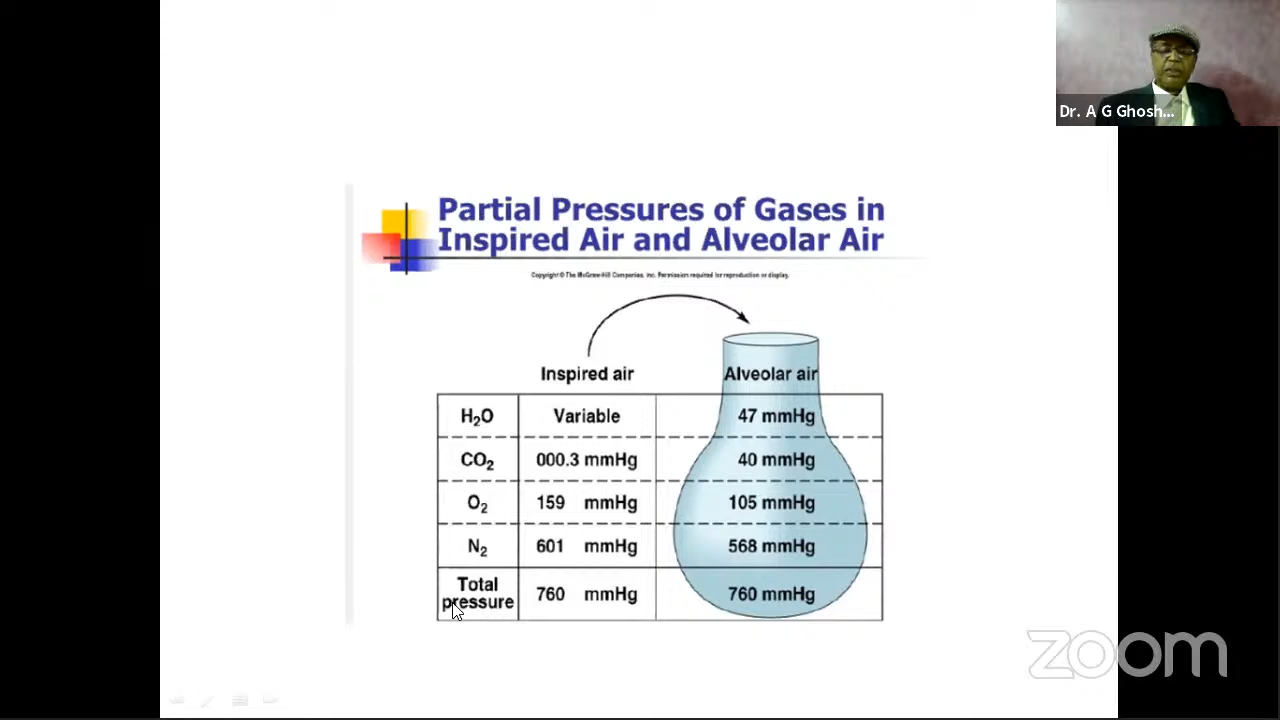 Dr. A G Ghosh...
Partial Pressures of Gases in
Inspired Air and Alveolar Air
Copyright © The McGraw-Hill Companies, Inc. Permission required for reproduction or display.
Inspired air Alveolar air
H₂O Variable 47 mmHg
CO₂ 000.3 mmHg 40 mmHg
O₂ 159 mmHg 105 mmHg
N₂ 601 mmHg 568 mmHg
Total
pressure 760 mmHg 760 mmHg
zoom